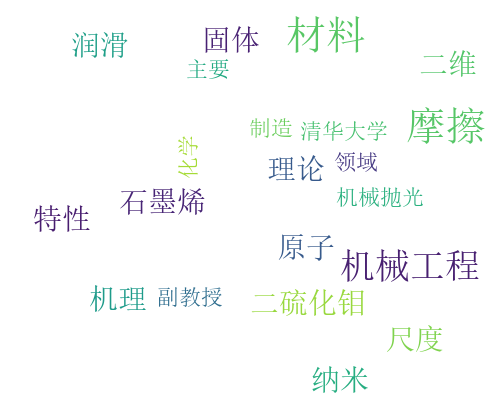 材料
固体
润滑
二维
主要
摩擦
制造
清华大学
化学
理论
领域
机械抛光
石墨烯
特性
原子
机械工程
机理
副教授
二硫化钼
尺度
纳米